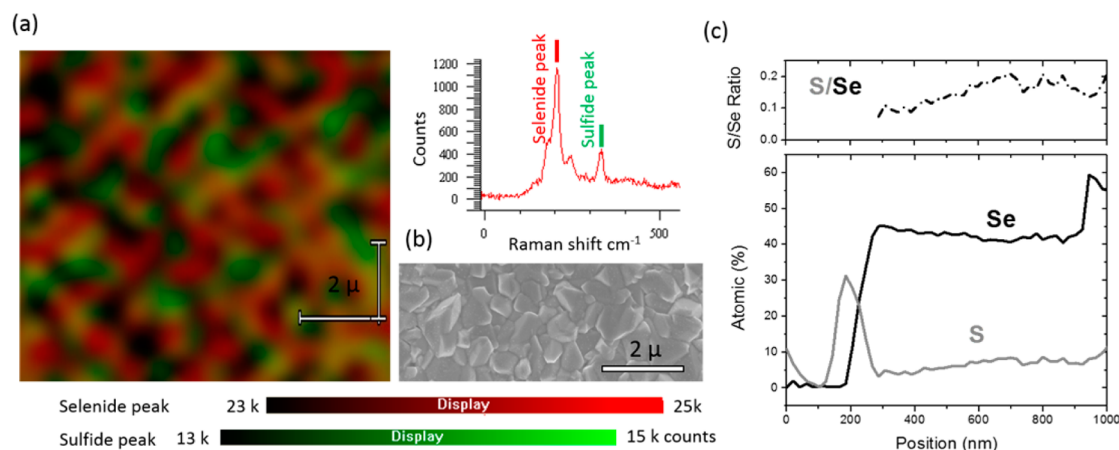 (a)
2 μ
Selenide peak
Sulfide peak
1200
1000
800
600
400
200
0
Counts
0
500
Raman shift cm-1
(b)
2 μ
Selenide peak 23 k Display 25k
Sulfide peak 13 k Display 15 k counts
(c)
S/Se
0.2
0.1
0.0
S/Se Ratio
60
50
40
30
20
10
0
Atomic (%)
Se
S
0 200 400 600 800 1000
Position (nm)